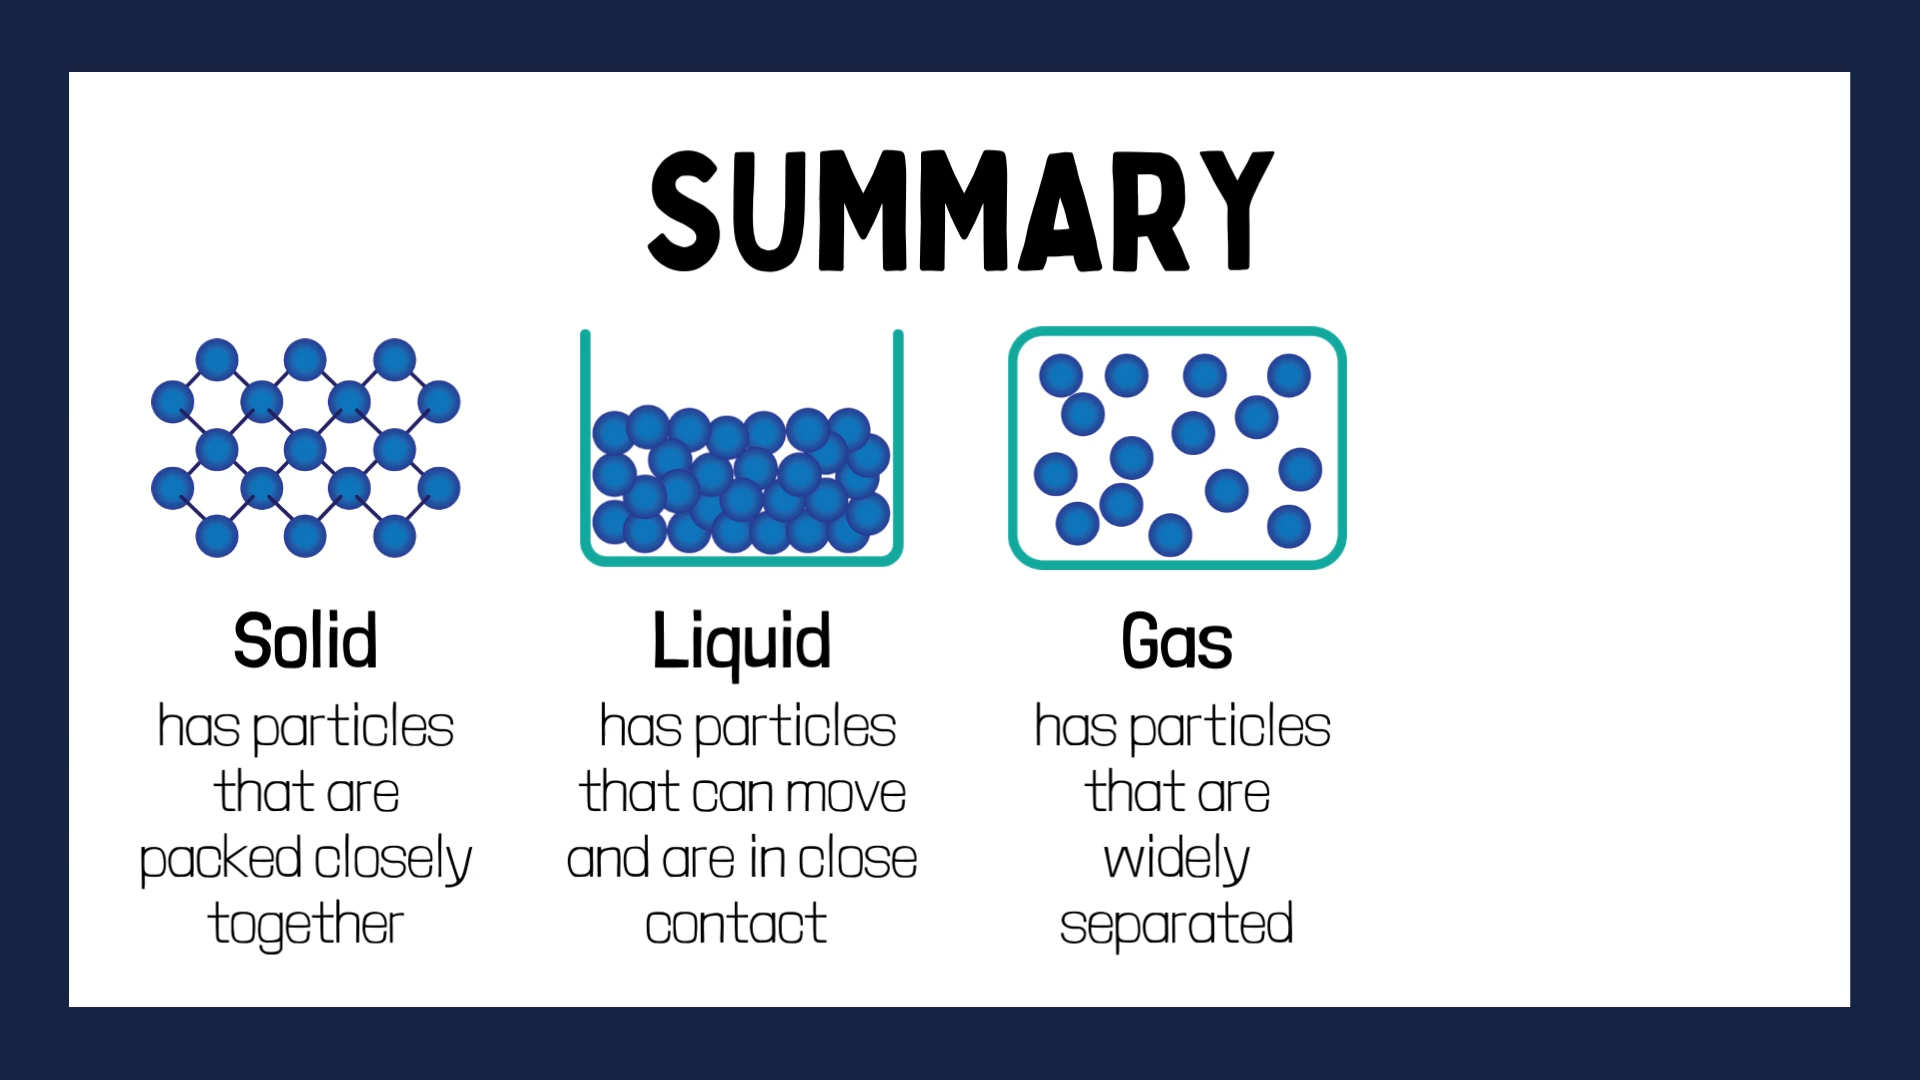 SUMMARY
Solid
has particles
that are
packed closely
together
Liquid
has particles
that can move
and are in close
contact
Gas
has particles
that are
widely
separated